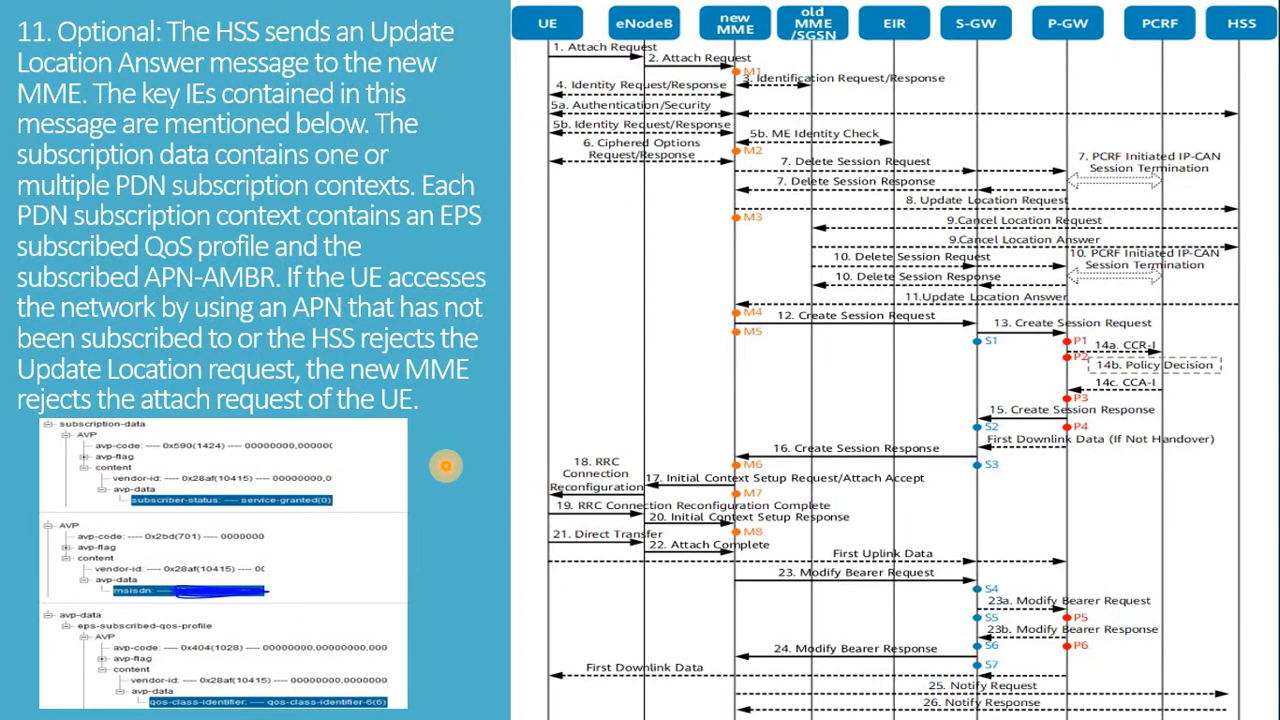 11. Optional: The HSS sends an Update
Location Answer message to the new
MME. The key IEs contained in this
message are mentioned below. The
subscription data contains one or
multiple PDN subscription contexts. Each
PDN subscription context contains an EPS
subscribed QoS profile and the
subscribed APN-AMBR. If the UE accesses
the network by using an APN that has not
been subscribed to or the HSS rejects the
Update Location request, the new MME
rejects the attach request of the UE.
subscription-data
AVP
avp-code: ---- 0x590(1424) ---- 00000000,00000(
avp-flag
content
vendor-id: ---- 0x28af(10415) ---- 00000000,0
avp-data
subscriber-status: ---- service-granted(0)
AVP
avp-code: ---- 0x2bd(701) ---- 0000000
avp-flag
content
vendor-id: ---- 0x28af(10415) ---- 0(
avp-data
msisdn: ----
avp-data
eps-subscribed-qos-profile
AVP
avp-code: ---- 0x404(1028) ---- 00000000,00000000,000
avp-flag
content
vendor-id: ---- 0x28af(10415) ---- 00000000,0000000
avp-data
qos-class-identifier: ---- qos-class-identifier-6(6)
UE
eNodeB
new
MME
old
MME
/SGSN
EIR
S-GW
P-GW
PCRF
HSS
1. Attach Request
2. Attach Request
M1
3. Identification Request/Response
4. Identity Request/Response
5a. Authentication/Security
5b. Identity Request/Response
5b. ME Identity Check
6. Ciphered Options
Request/Response
M2
7. Delete Session Request
7. PCRF Initiated IP-CAN
Session Termination
7. Delete Session Response
8. Update Location Request
M3
9.Cancel Location Request
9.Cancel Location Answer
10. Delete Session Request
10. PCRF Initiated IP-CAN
Session Termination
10. Delete Session Response
11.Update Location Answer
M4
12. Create Session Request
M5
13. Create Session Request
S1
P1
14a. CCR-I
P2
14b. Policy Decision
14c. CCA-I
P3
15. Create Session Response
S2
P4
First Downlink Data (If Not Handover)
16. Create Session Response
M6
S3
18. RRC
Connection
Reconfiguration
17. Initial Context Setup Request/Attach Accept
M7
19. RRC Connection Reconfiguration Complete
20. Initial Context Setup Response
21. Direct Transfer
M8
22. Attach Complete
First Uplink Data
23. Modify Bearer Request
S4
23a. Modify Bearer Request
S5
P5
23b. Modify Bearer Response
S6
P6
24. Modify Bearer Response
S7
First Downlink Data
25. Notify Request
26. Notify Response